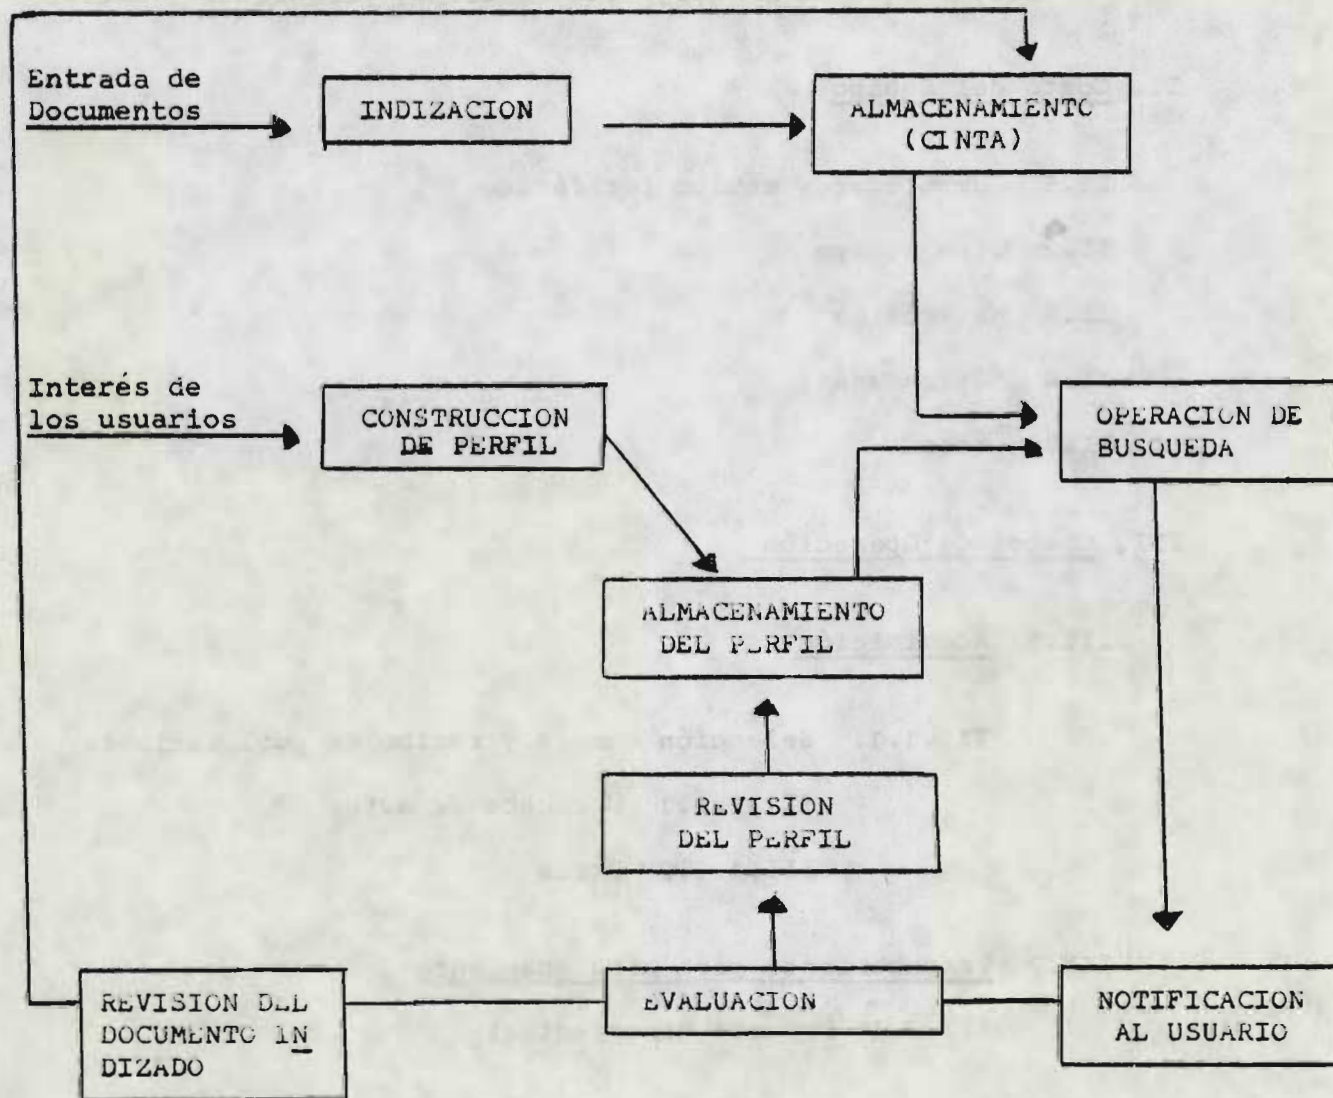 Entrada de
Documentos
INDIZACION
ALMACENAMIENTO
(CINTA)
Interés de
los usuarios
CONSTRUCCION
DE PERFIL
OPERACION DE
BUSQUEDA
ALMACENAMIENTO
DEL PERFIL
REVISION
DEL PERFIL
REVISION DEL
DOCUMENTO IN
DIZADO
EVALUACION
NOTIFICACION
AL USUARIO